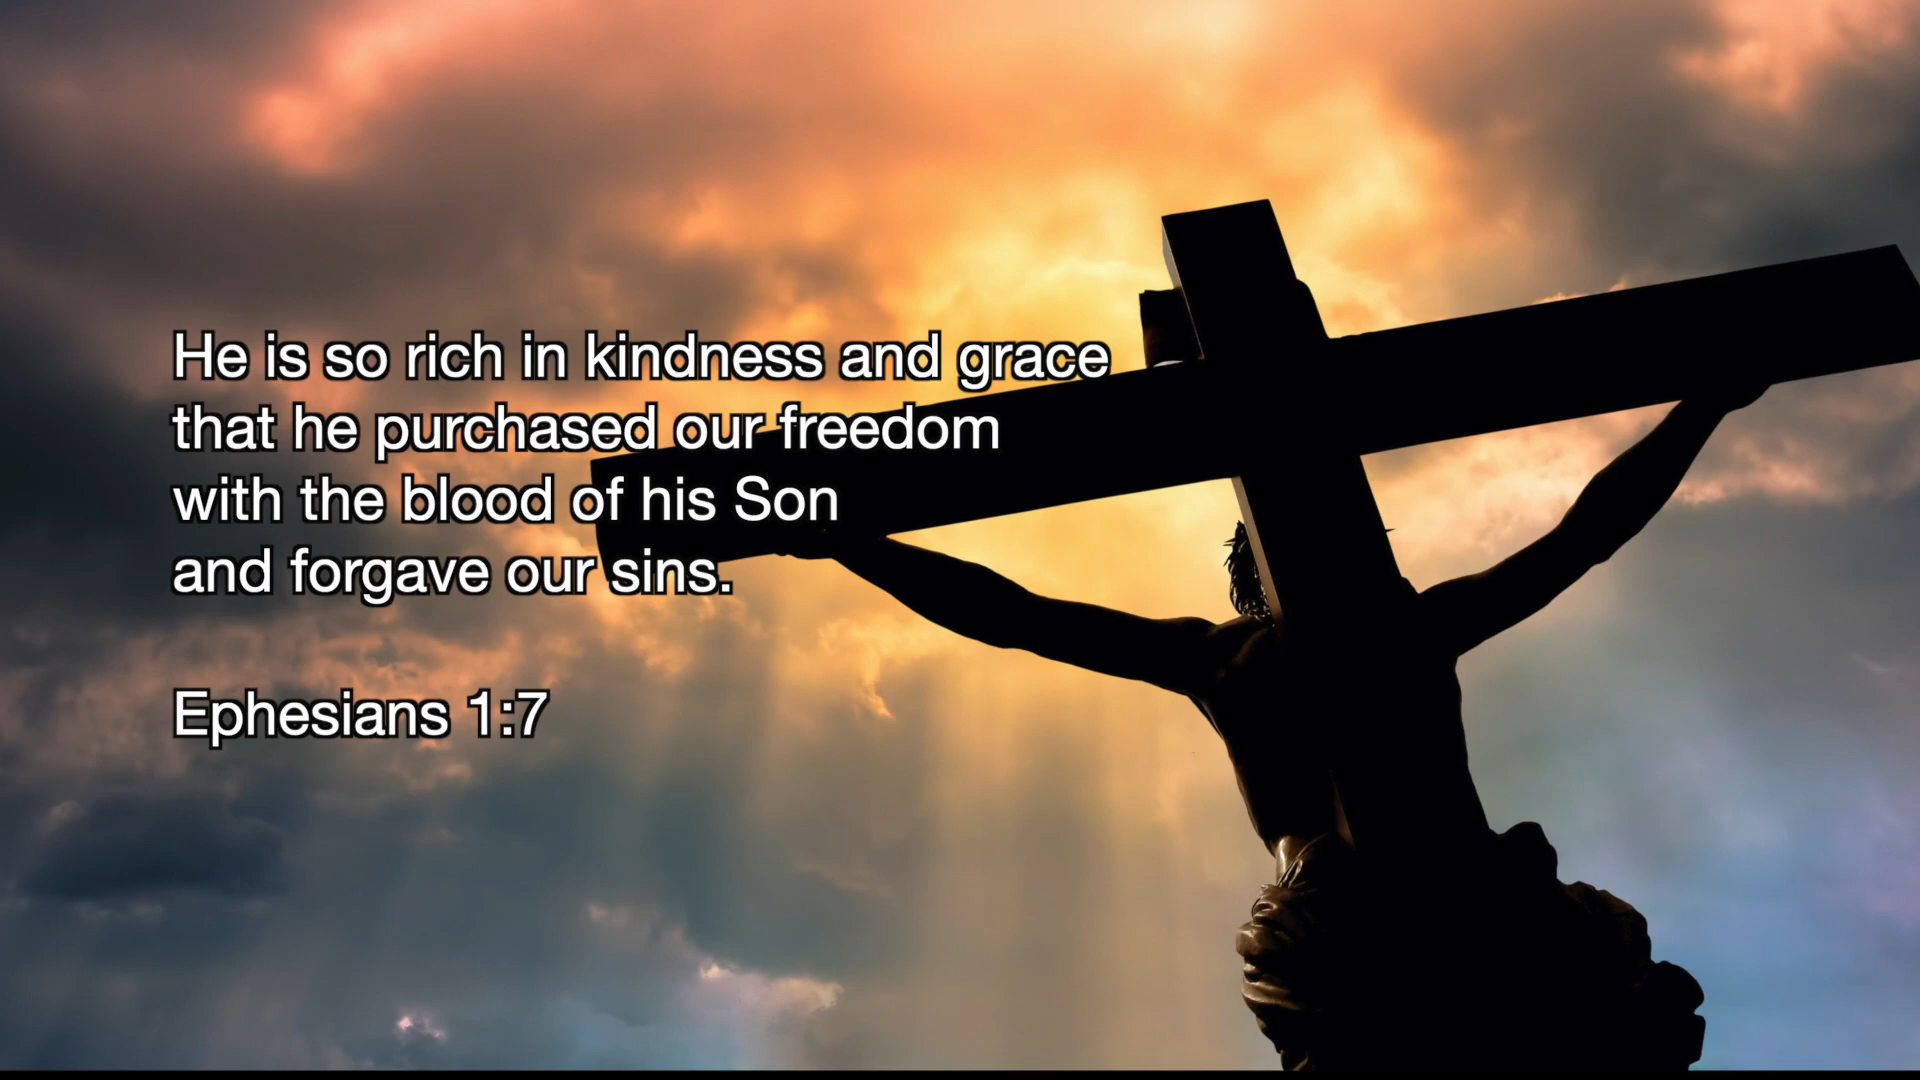 He is so rich in kindness and grace
that he purchased our freedom
with the blood of his Son
and forgave our sins.
Ephesians 1:7